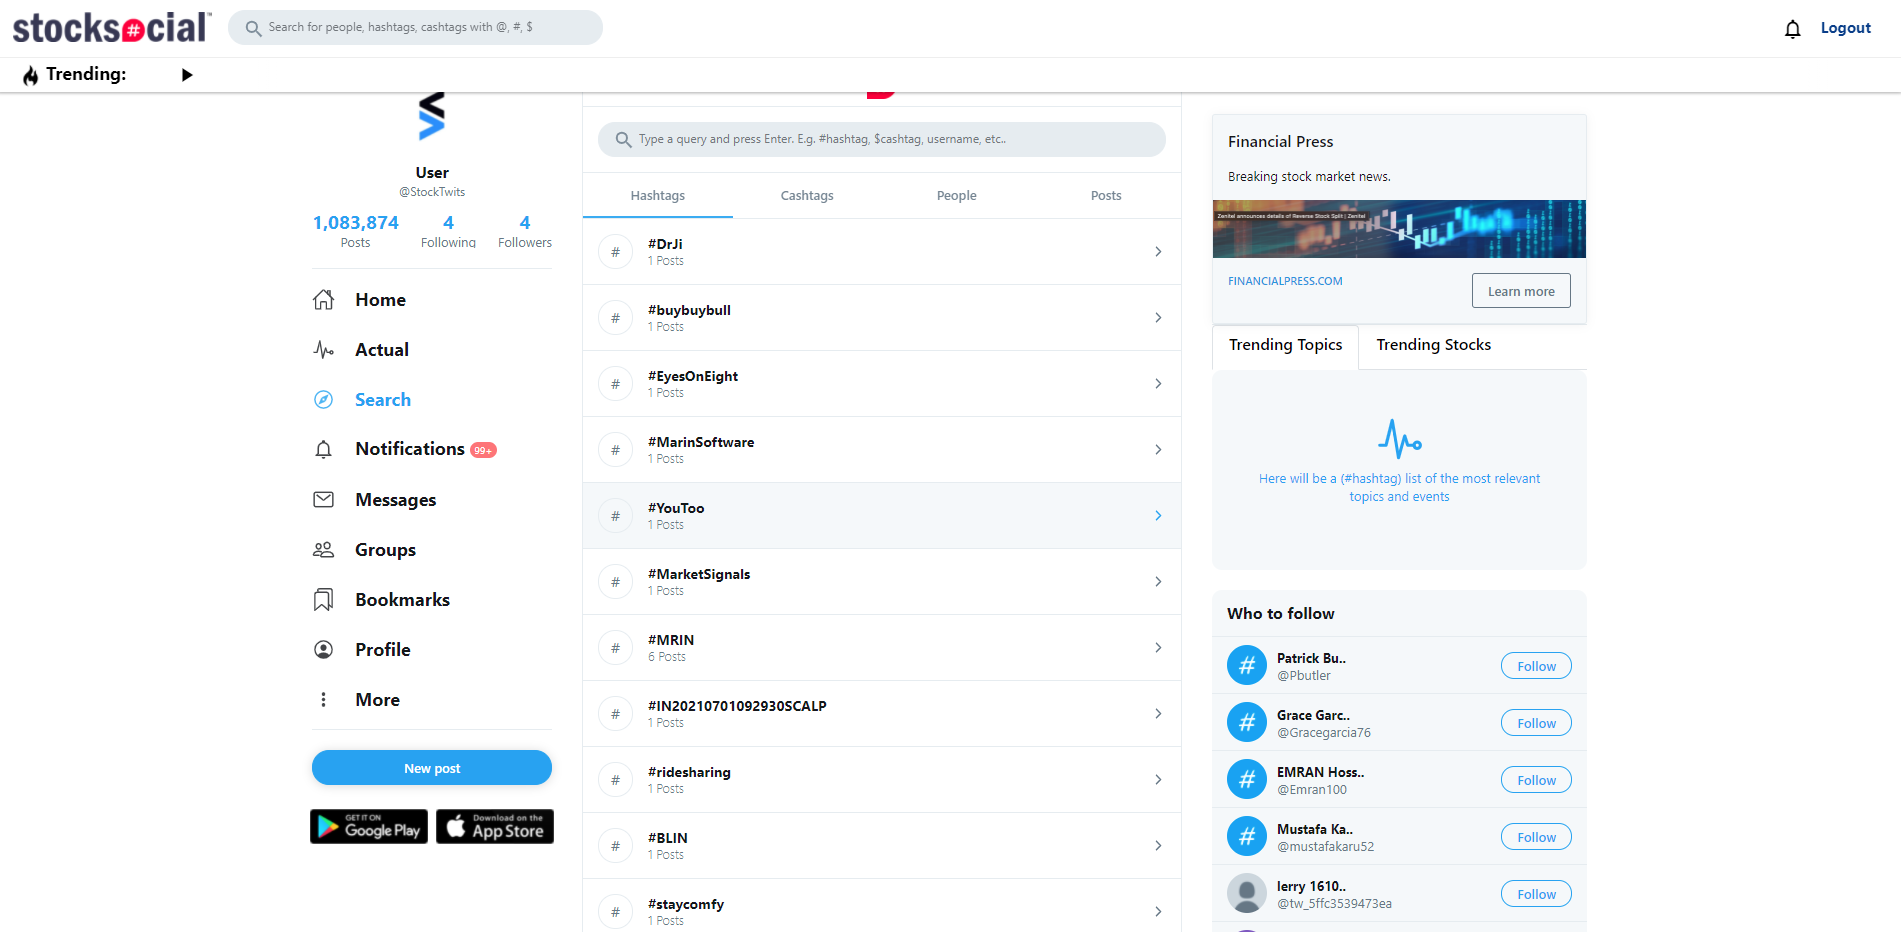 stocks#cial™
Search for people, hashtags, cashtags with @, #, $
Logout
Trending:
User
@StockTwits
1,083,874
Posts
4
Following
4
Followers
Home
Actual
Search
Notifications 99+
Messages
Groups
Bookmarks
Profile
More
New post
GET IT ON
Google Play
Download on the
App Store
Type a query and press Enter. E.g. #hashtag, $cashtag, username, etc..
Hashtags
Cashtags
People
Posts
# #DrJi
1 Posts
# #buybuybull
1 Posts
# #EyesOnEight
1 Posts
# #MarinSoftware
1 Posts
# #YouToo
1 Posts
# #MarketSignals
1 Posts
# #MRIN
6 Posts
# #IN20210701092930SCALP
1 Posts
# #ridesharing
1 Posts
# #BLIN
1 Posts
# #staycomfy
1 Posts
Financial Press
Breaking stock market news.
Zenitel announces details of Reverse Stock Split | Zenitel
FINANCIALPRESS.COM
Learn more
Trending Topics
Trending Stocks
Here will be a (#hashtag) list of the most relevant
topics and events
Who to follow
# Patrick Bu..
@Pbutler
Follow
# Grace Garc..
@Gracegarcia76
Follow
# EMRAN Hoss..
@Emran100
Follow
# Mustafa Ka..
@mustafakaru52
Follow
lerry 1610..
@tw_5ffc3539473ea
Follow